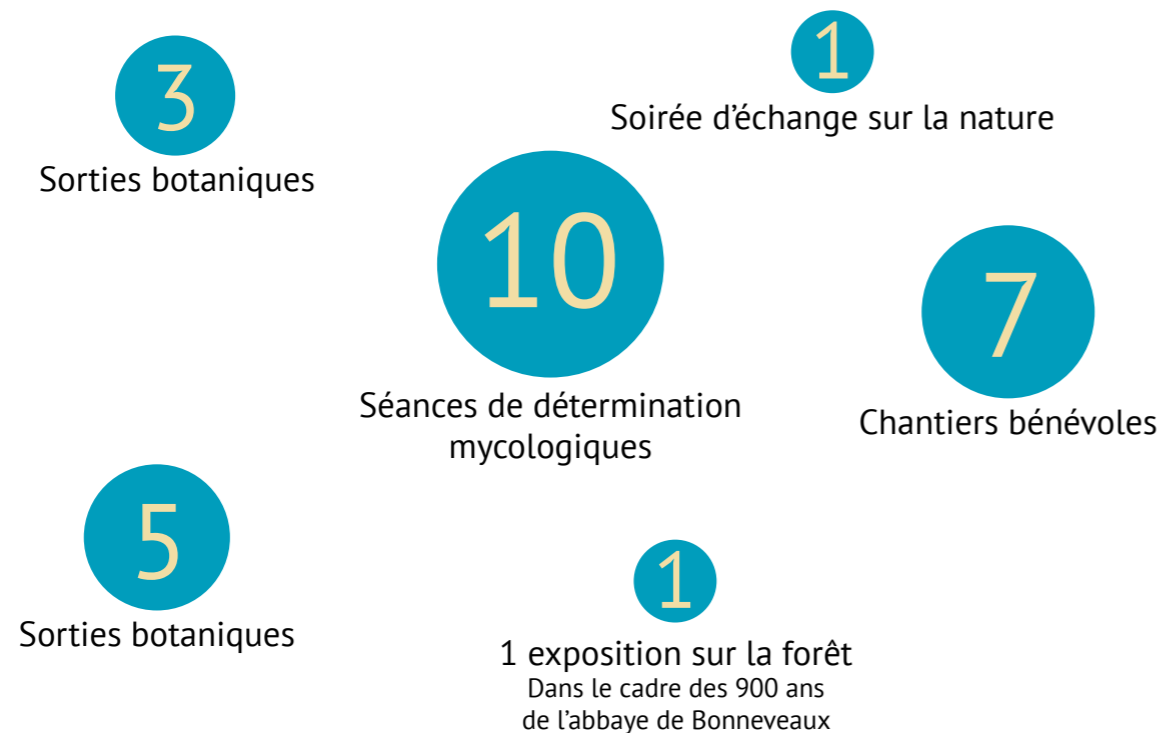 3
Sorties botaniques
1
Soirée d’échange sur la nature
10
Séances de détermination
mycologiques
7
Chantiers bénévoles
5
Sorties botaniques
1
1 exposition sur la forêt
Dans le cadre des 900 ans
de l’abbaye de Bonneveaux